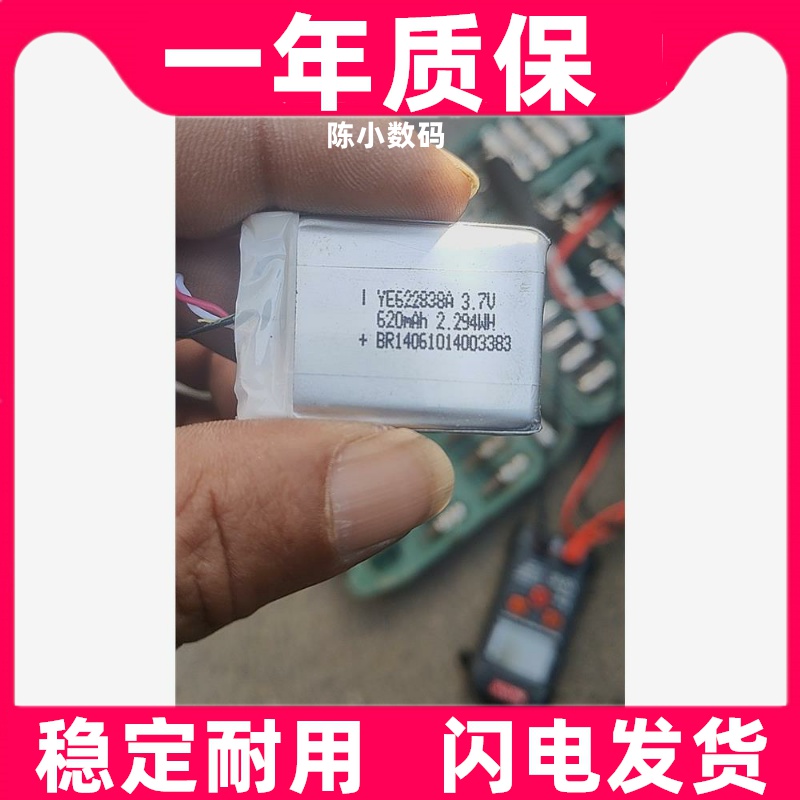 一年质保
陈小数码
| YE622838A 3.7V
620mAh 2.294WH
+ BR14061014003383
稳定耐用 闪电发货